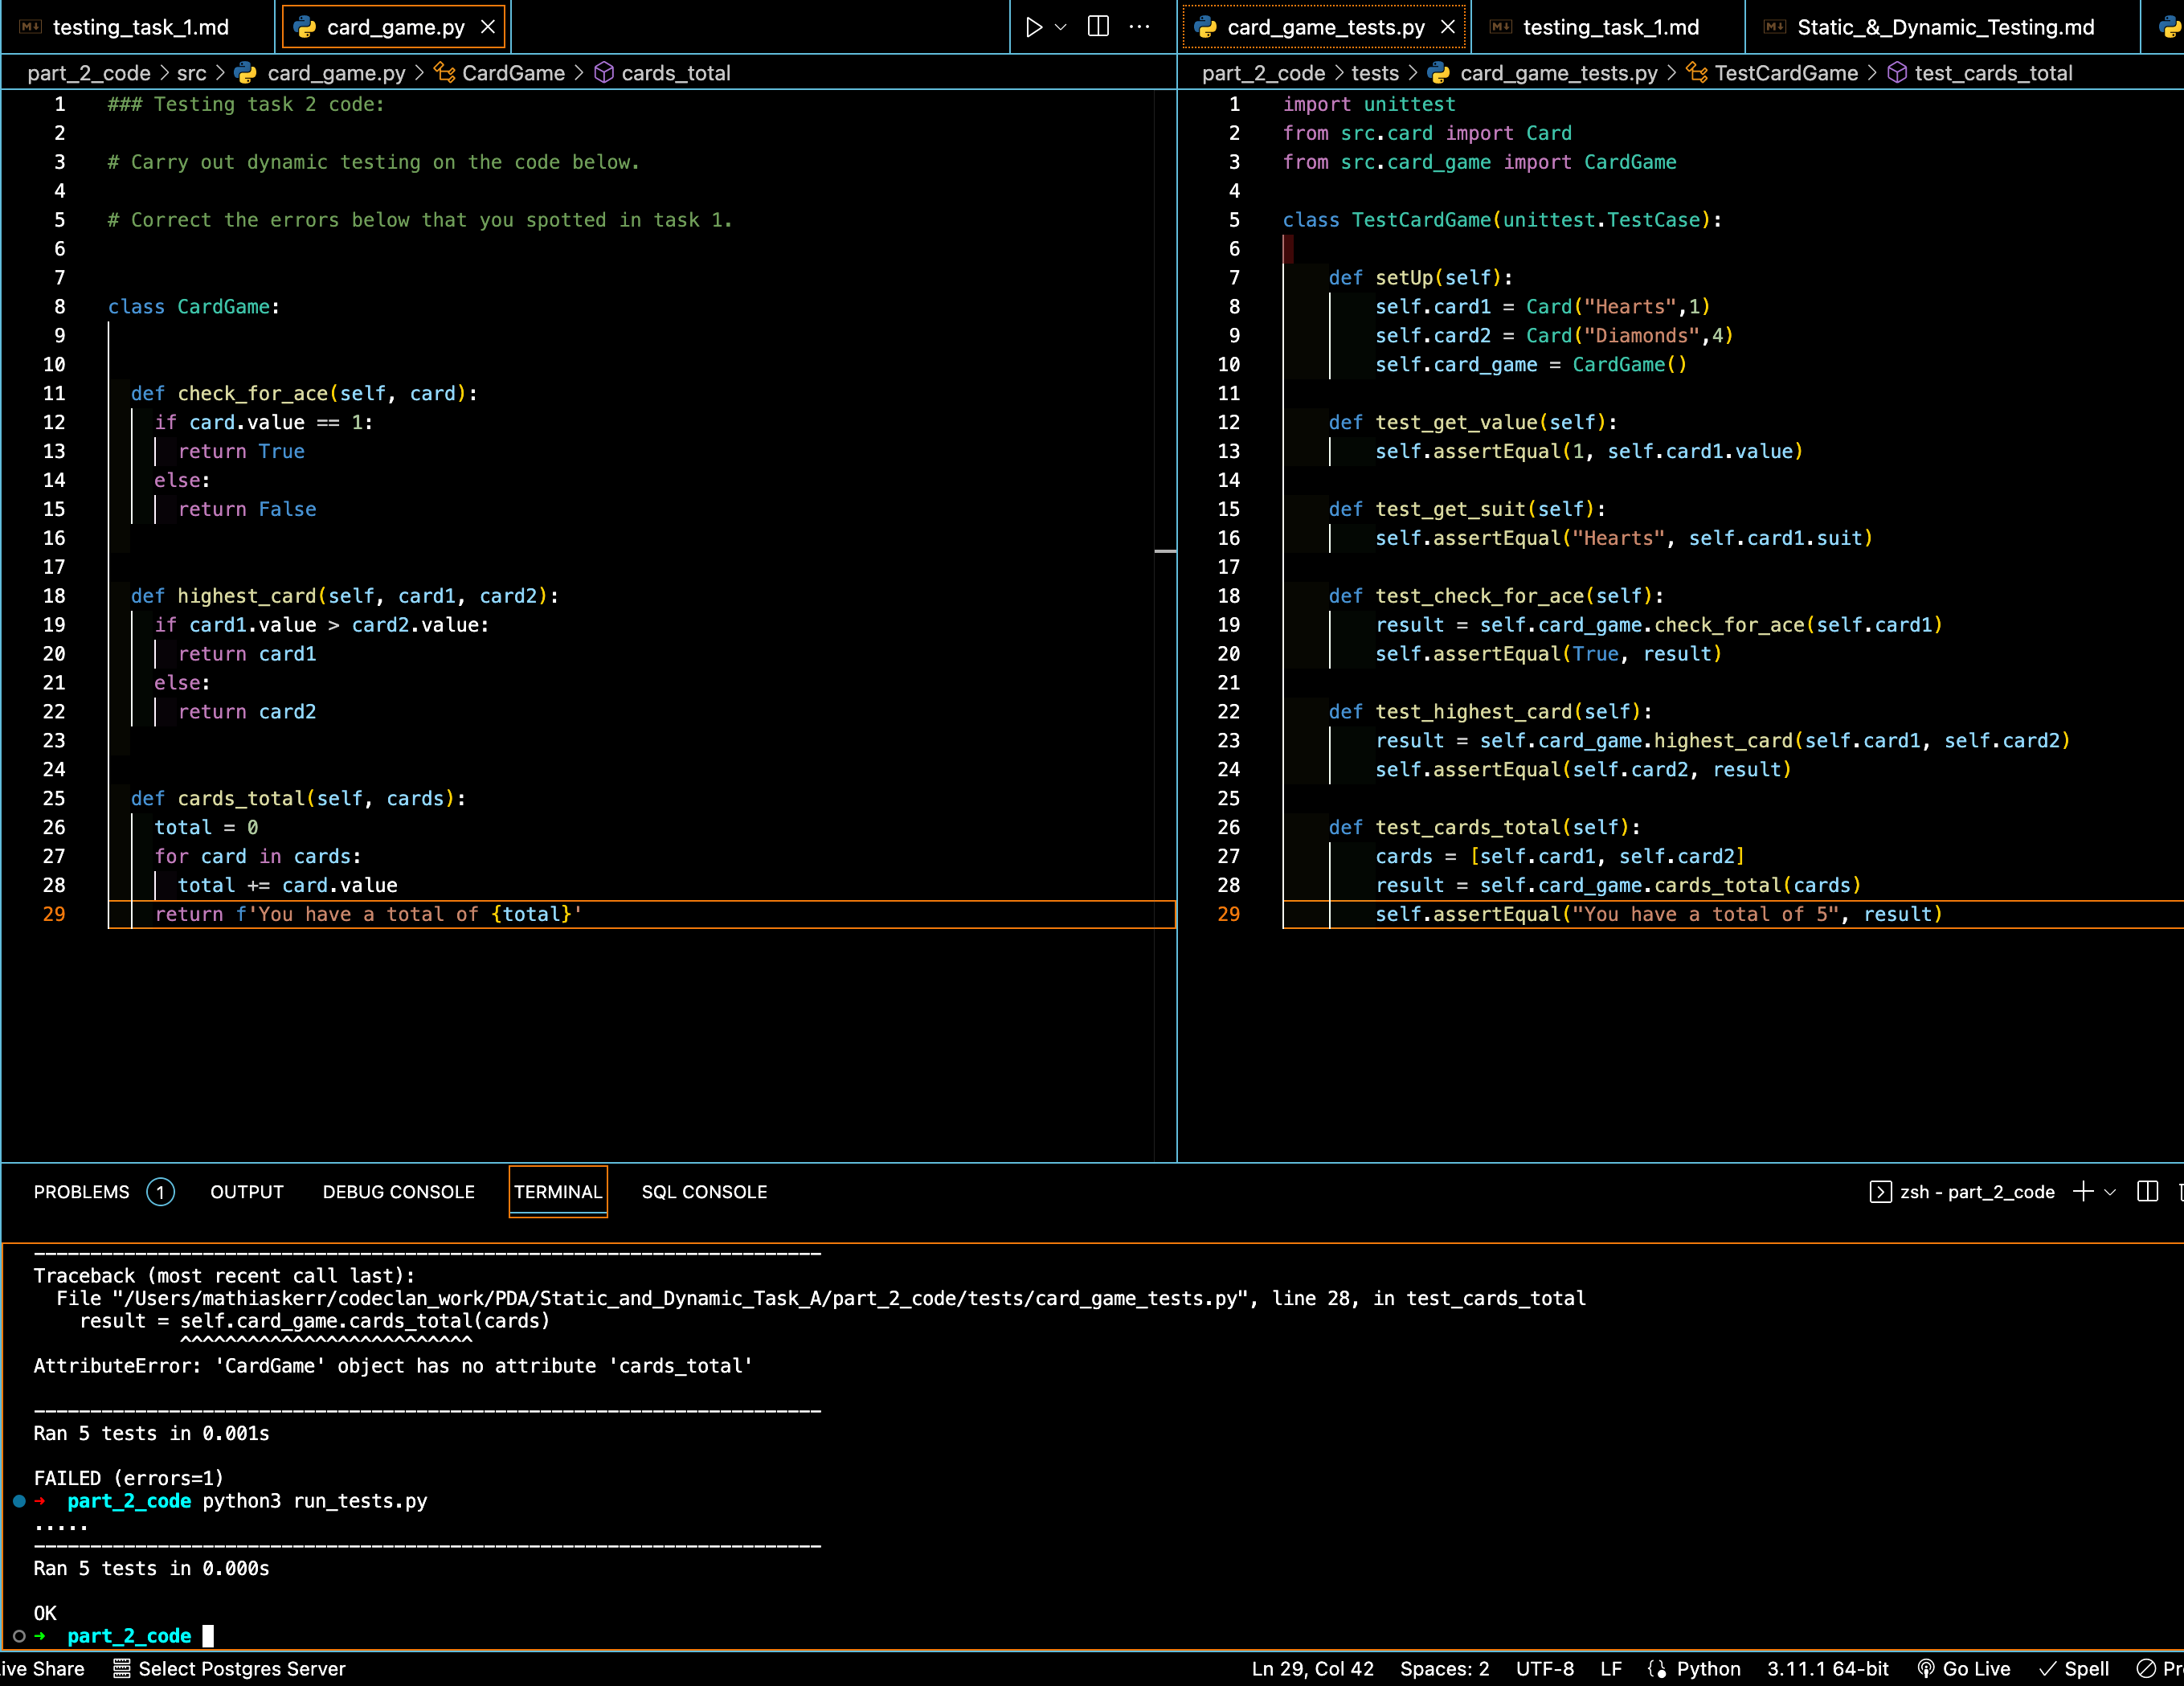 testing_task_1.md card_game.py
part_2_code > src > card_game.py > CardGame > cards_total
1 ### Testing task 2 code:
2
3 # Carry out dynamic testing on the code below.
4
5 # Correct the errors below that you spotted in task 1.
6
7
8 class CardGame:
9
10
11 def check_for_ace(self, card):
12 if card.value == 1:
13 return True
14 else:
15 return False
16
17
18 def highest_card(self, card1, card2):
19 if card1.value > card2.value:
20 return card1
21 else:
22 return card2
23
24
25 def cards_total(self, cards):
26 total = 0
27 for card in cards:
28 total += card.value
29 return f'You have a total of {total}'
card_game_tests.py testing_task_1.md Static_&_Dynamic_Testing.md
part_2_code > tests > card_game_tests.py > TestCardGame > test_cards_total
1 import unittest
2 from src.card import Card
3 from src.card_game import CardGame
4
5 class TestCardGame(unittest.TestCase):
6
7 def setUp(self):
8 self.card1 = Card("Hearts",1)
9 self.card2 = Card("Diamonds",4)
10 self.card_game = CardGame()
11
12 def test_get_value(self):
13 self.assertEqual(1, self.card1.value)
14
15 def test_get_suit(self):
16 self.assertEqual("Hearts", self.card1.suit)
17
18 def test_check_for_ace(self):
19 result = self.card_game.check_for_ace(self.card1)
20 self.assertEqual(True, result)
21
22 def test_highest_card(self):
23 result = self.card_game.highest_card(self.card1, self.card2)
24 self.assertEqual(self.card2, result)
25
26 def test_cards_total(self):
27 cards = [self.card1, self.card2]
28 result = self.card_game.cards_total(cards)
29 self.assertEqual("You have a total of 5", result)
PROBLEMS 1 OUTPUT DEBUG CONSOLE TERMINAL SQL CONSOLE zsh - part_2_code
----------------------------------------------------------------------
Traceback (most recent call last):
File "/Users/mathiaskerr/codeclan_work/PDA/Static_and_Dynamic_Task_A/part_2_code/tests/card_game_tests.py", line 28, in test_cards_total
result = self.card_game.cards_total(cards)
^^^^^^^^^^^^^^^^^^^^^^^^^^
AttributeError: 'CardGame' object has no attribute 'cards_total'
----------------------------------------------------------------------
Ran 5 tests in 0.001s
FAILED (errors=1)
➜ part_2_code python3 run_tests.py
.....
----------------------------------------------------------------------
Ran 5 tests in 0.000s
OK
➜ part_2_code
ive Share Select Postgres Server Ln 29, Col 42 Spaces: 2 UTF-8 LF Python 3.11.1 64-bit Go Live Spell Pr